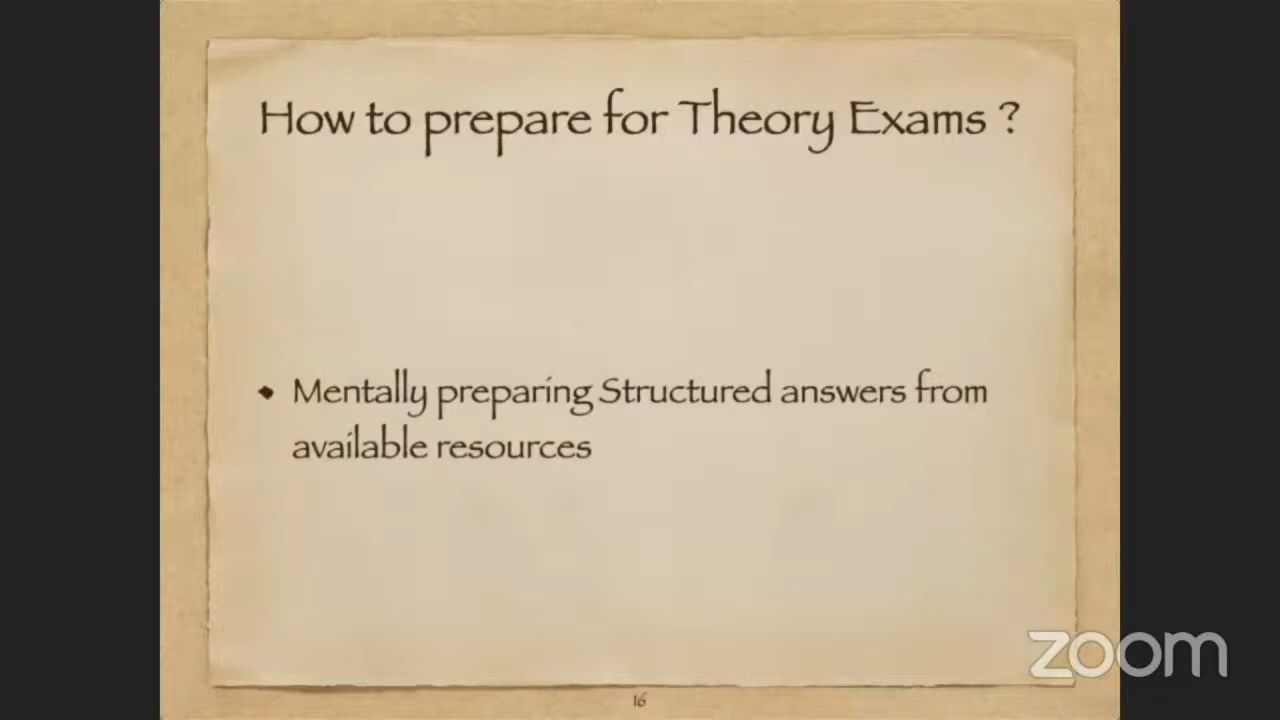 How to prepare for Theory Exams ?
• Mentally preparing Structured answers from
available resources
zoom
16